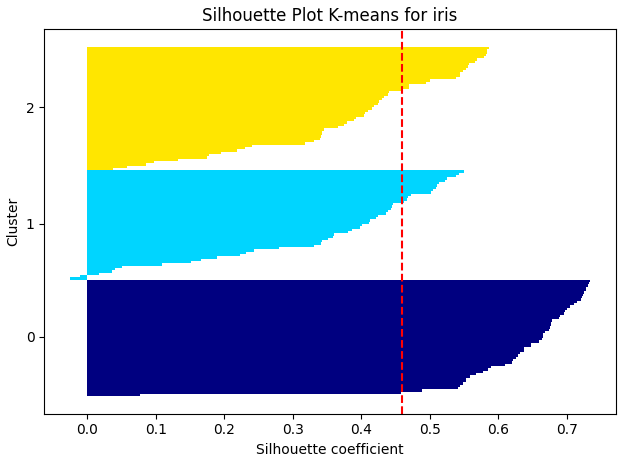 Silhouette Plot K-means for iris
Cluster
2
1
0
0.0 0.1 0.2 0.3 0.4 0.5 0.6 0.7
Silhouette coefficient